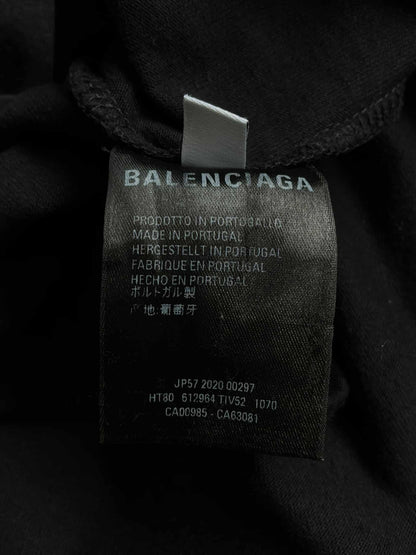 BALENCIAGA
PRODOTTO IN PORTOGALLO
MADE IN PORTUGAL
HERGESTELLT IN PORTUGAL
FABRIQUE EN PORTUGAL
HECHO EN PORTUGAL
ポルトガル製
产地:葡萄牙
JP57 2020 00297
HT80 612964 TIV52 1070
CA00985 - CA63081